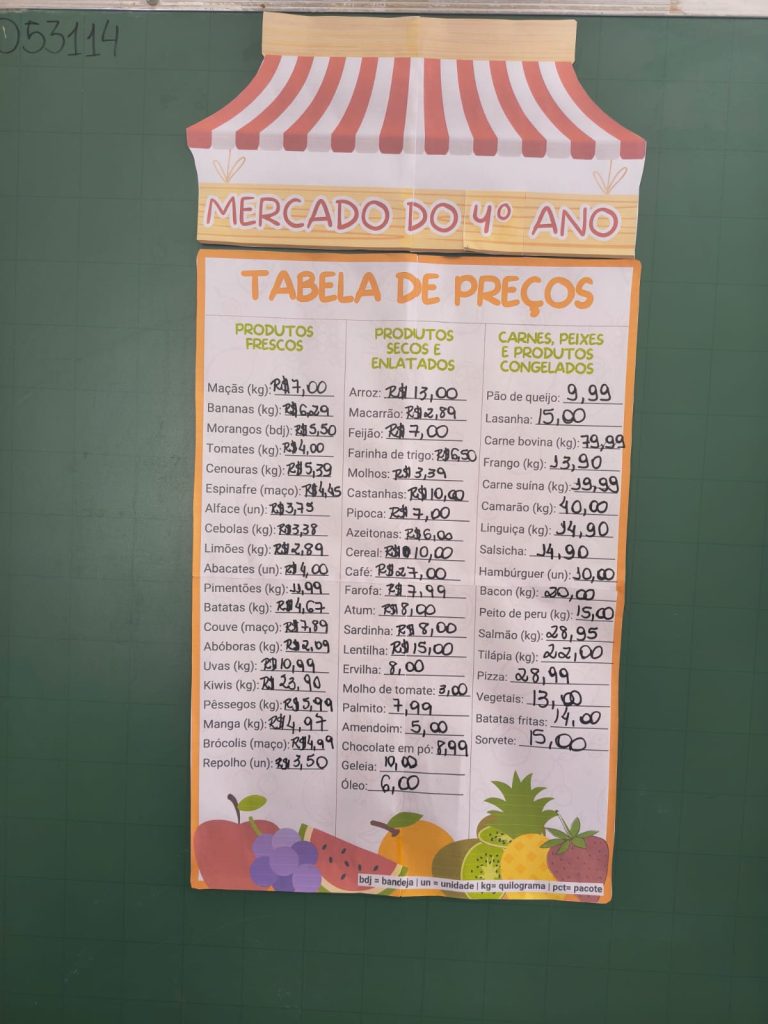 053114
MERCADO DO 4º ANO
TABELA DE PREÇOS
PRODUTOS
FRESCOS
Maçãs (kg): R$7,00
Bananas (kg): R$6,29
Morangos (bdj): R$5,50
Tomates (kg): R$4,00
Cenouras (kg): R$5,39
Espinafre (maço): R$4,45
Alface (un): R$3,75
Cebolas (kg): R$3,38
Limões (kg): R$2,89
Abacates (un): R$4,00
Pimentões (kg): 11,99
Batatas (kg): R$4,67
Couve (maço): R$7,89
Abóboras (kg): R$2,09
Uvas (kg): R$10,99
Kiwis (kg): R$23,90
Pêssegos (kg): R$5,99
Manga (kg): R$4,97
Brócolis (maço): R$4,99
Repolho (un): R$3,50
PRODIUTOS
SECOS E
ENLATADOS
Arroz: R$13,00
Macarrão: R$2,89
Feijão: R$7,00
Farinha de trigo: R$6,50
Molhos: R$3,39
Castanhas: R$10,00
Pipoca: R$7,00
Azeitonas: R$6,00
Cereal: R$10,00
Café: R$27,00
Farofa: R$7,99
Atum: R$8,00
Sardinha: R$8,00
Lentilha: R$15,00
Ervilha: 8,00
Molho de tomate: 3,00
Palmito: 7,99
Amendoim: 5,00
Chocolate em pó: 8,99
Geleia: 10,00
Óleo: 6,00
CARNES, PEIXES
E PRODUTOS
CONGELADOS
Pão de queijo: 9,99
Lasanha: 15,00
Carne bovina (kg): 79,99
Frango (kg): 13,90
Carne suína (kg): 19,99
Camarão (kg): 40,00
Linguiça (kg): 14,90
Salsicha: 14,90
Hambúrguer (un): 10,00
Bacon (kg): 20,00
Peito de peru (kg): 15,00
Salmão (kg): 28,95
Tilápia (kg): 22,00
Pizza: 28,99
Vegetais: 13,00
Batatas fritas: 14,00
Sorvete: 15,00
bdj = bandeja | un = unidade | kg= quilograma | pct= pacote